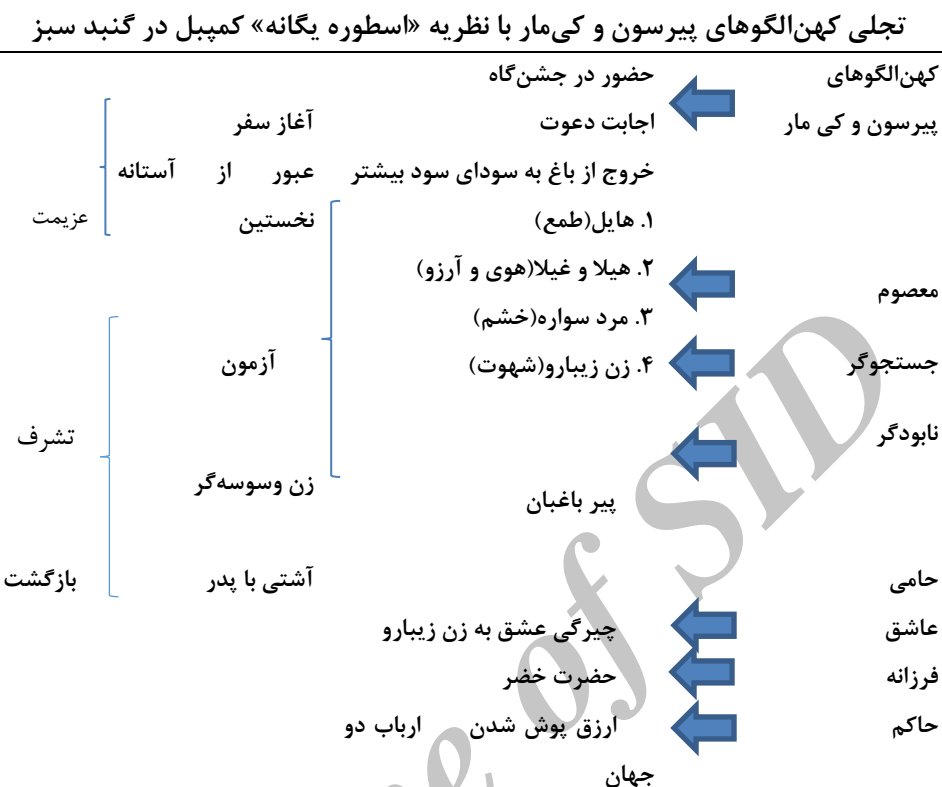 تجلی کهن‌الگوهای پیرسون و کی‌مار با نظریه «اسطوره یگانه» کمپبل در گنبد سبز
کهن‌الگوهای حضور در جشن‌گاه
پیرسون و کی مار اجابت دعوت آغاز سفر
خروج از باغ به سودای سود بیشتر عبور از آستانه
۱. هایل(طمع) نخستین عزیمت
۲. هیلا و غیلا(هوی و آرزو)
معصوم
۳. مرد سواره(خشم)
جستجوگر ۴. زن زیبارو(شهوت) آزمون
نابودگر تشرف
زن وسوسه‌گر
پیر باغبان
حامی آشتی با پدر بازگشت
عاشق چیرگی عشق به زن زیبارو
فرزانه حضرت خضر
حاکم ارزق پوش شدن ارباب دو
جهان
e of SID